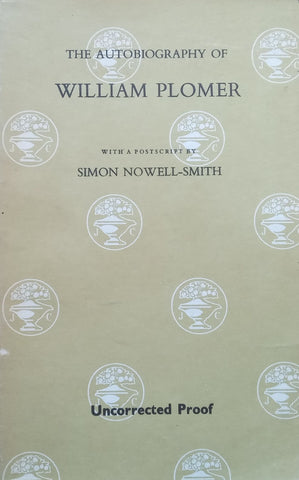 THE AUTOBIOGRAPHY OF
WILLIAM PLOMER
WITH A POSTSCRIPT BY
SIMON NOWELL-SMITH
J C
J C
J C
J C
J C
Uncorrected Proof